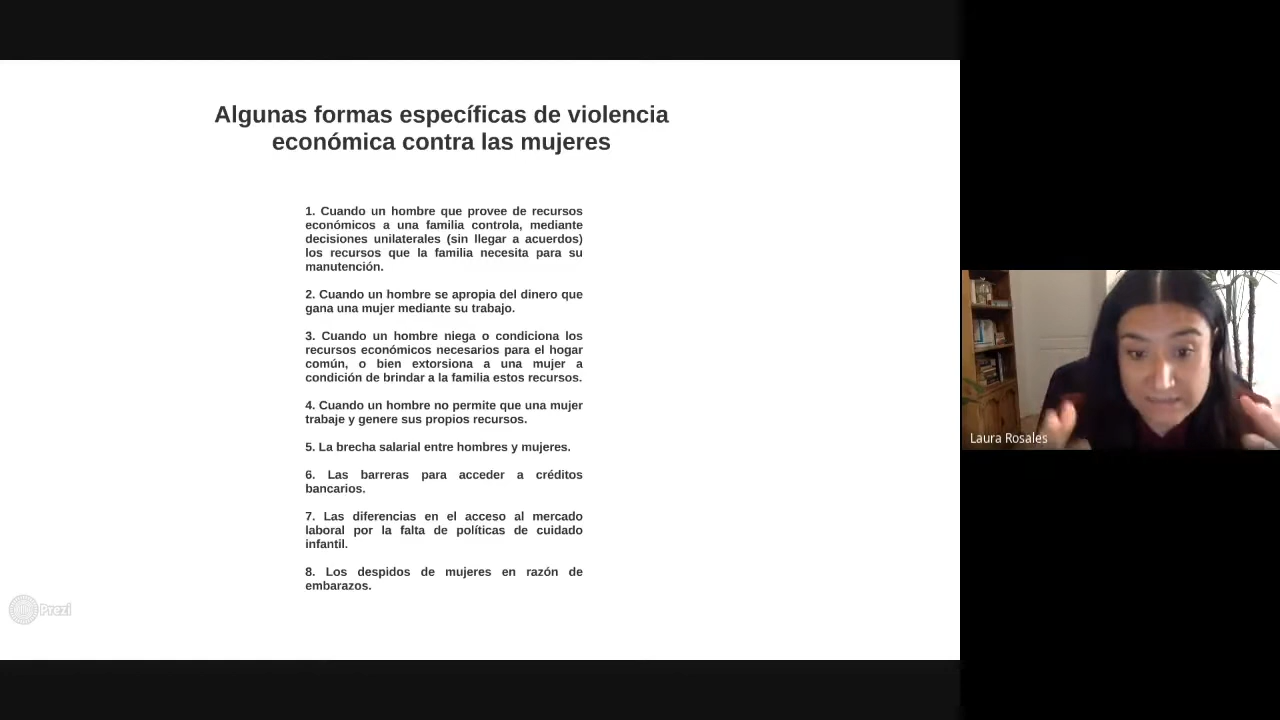 Algunas formas específicas de violencia
económica contra las mujeres
1. Cuando un hombre que provee de recursos
económicos a una familia controla, mediante
decisiones unilaterales (sin llegar a acuerdos)
los recursos que la familia necesita para su
manutención.
2. Cuando un hombre se apropia del dinero que
gana una mujer mediante su trabajo.
3. Cuando un hombre niega o condiciona los
recursos económicos necesarios para el hogar
común, o bien extorsiona a una mujer a
condición de brindar a la familia estos recursos.
4. Cuando un hombre no permite que una mujer
trabaje y genere sus propios recursos.
5. La brecha salarial entre hombres y mujeres.
6. Las barreras para acceder a créditos
bancarios.
7. Las diferencias en el acceso al mercado
laboral por la falta de políticas de cuidado
infantil.
8. Los despidos de mujeres en razón de
embarazos.
Prezi
Laura Rosales